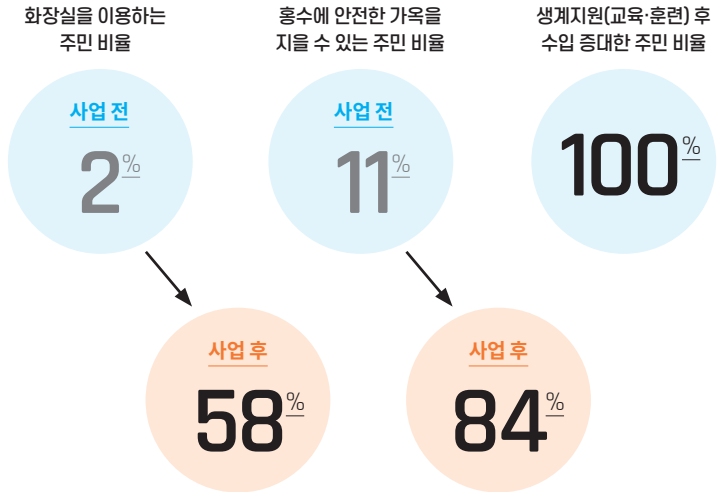 화장실을 이용하는
주민 비율
사업 전
2%
사업 후
58%
홍수에 안전한 가옥을
지을 수 있는 주민 비율
사업 전
11%
사업 후
84%
생계지원(교육·훈련) 후
수입 증대한 주민 비율
100%